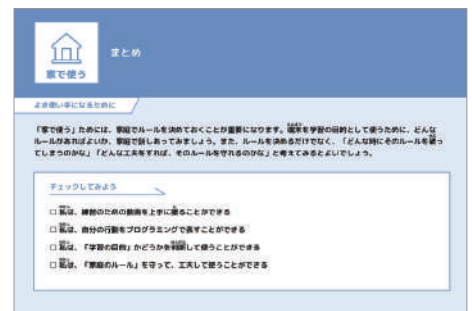 家で使う
まとめ
よき使い手になるために
「家で使う」ためには、家庭でルールを決めておくことが重要になります。端末を学習の目的として使うために、どんな
ルールがあればよいか、家庭で話しあってみましょう。また、ルールを決めるだけでなく、「どんな時にそのルールを破っ
てしまうのかな」「どんな工夫をすれば、そのルールを守れるのかな」と考えてみるとよいでしょう。
チェックしてみよう
□ 私は、練習のための動画を上手に撮ることができる
□ 私は、自分の行動をプログラミングで表すことができる
□ 私は、「学習の目的」かどうかを判断して使うことができる
□ 私は、「家庭のルール」を守って、工夫して使うことができる